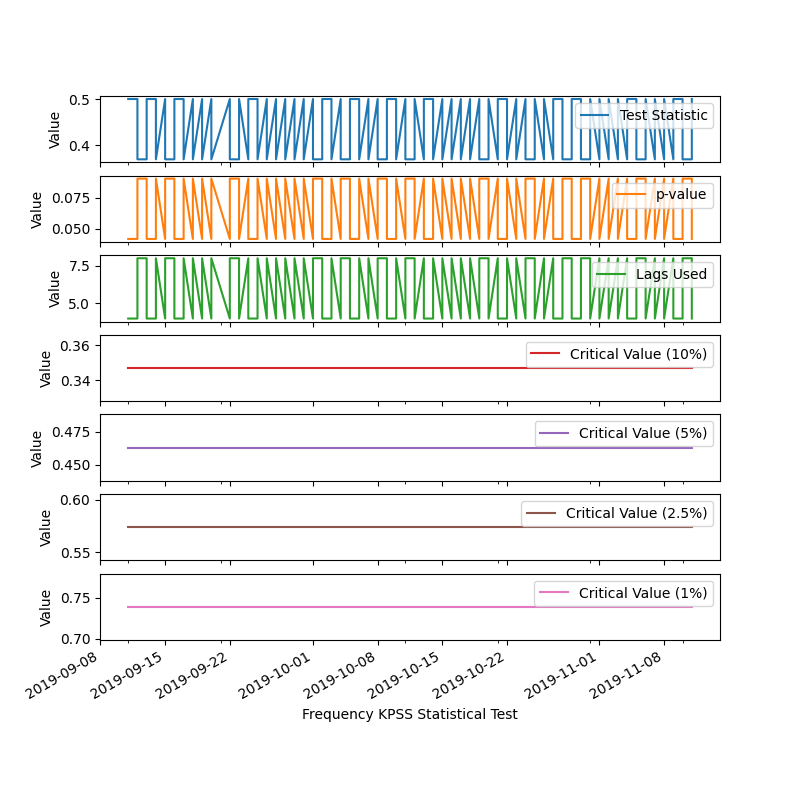 0.5
0.4
Value
Test Statistic
0.075
0.050
Value
p-value
7.5
5.0
Value
Lags Used
0.36
0.34
Value
Critical Value (10%)
0.475
0.450
Value
Critical Value (5%)
0.60
0.55
Value
Critical Value (2.5%)
0.75
0.70
Value
Critical Value (1%)
2019-09-08
2019-09-15
2019-09-22
2019-10-01
2019-10-08
2019-10-15
2019-10-22
2019-11-01
2019-11-08
Frequency KPSS Statistical Test